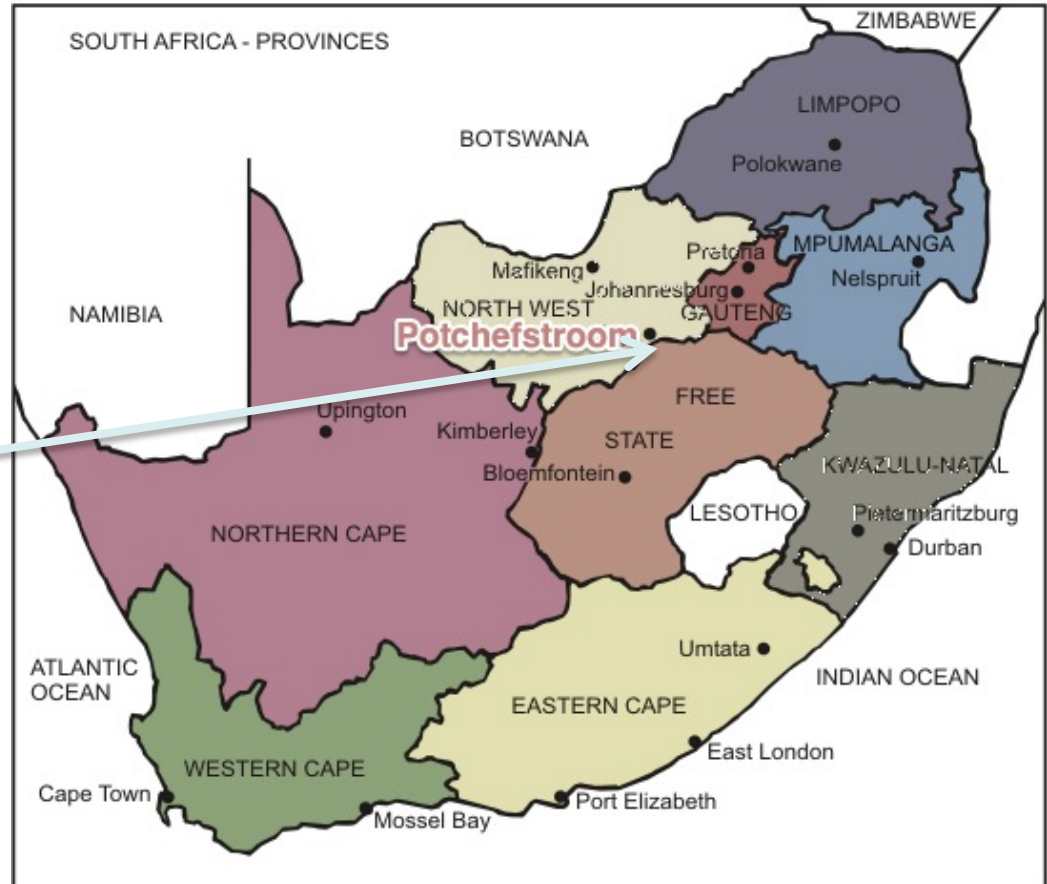 ZIMBABWE
SOUTH AFRICA - PROVINCES
LIMPOPO
BOTSWANA
Polokwane
MPUMALANGA
Pretoria
Mafikeng
Nelspruit
Johannesburg
NORTH WEST
GAUTENG
NAMIBIA
Potchefstroom
FREE
Upington
Kimberley
STATE
KWAZULU-NATAL
Bloemfontein
LESOTHO
Pietermaritzburg
NORTHERN CAPE
Durban
Umtata
ATLANTIC
OCEAN
INDIAN OCEAN
EASTERN CAPE
East London
WESTERN CAPE
Cape Town
Port Elizabeth
Mossel Bay